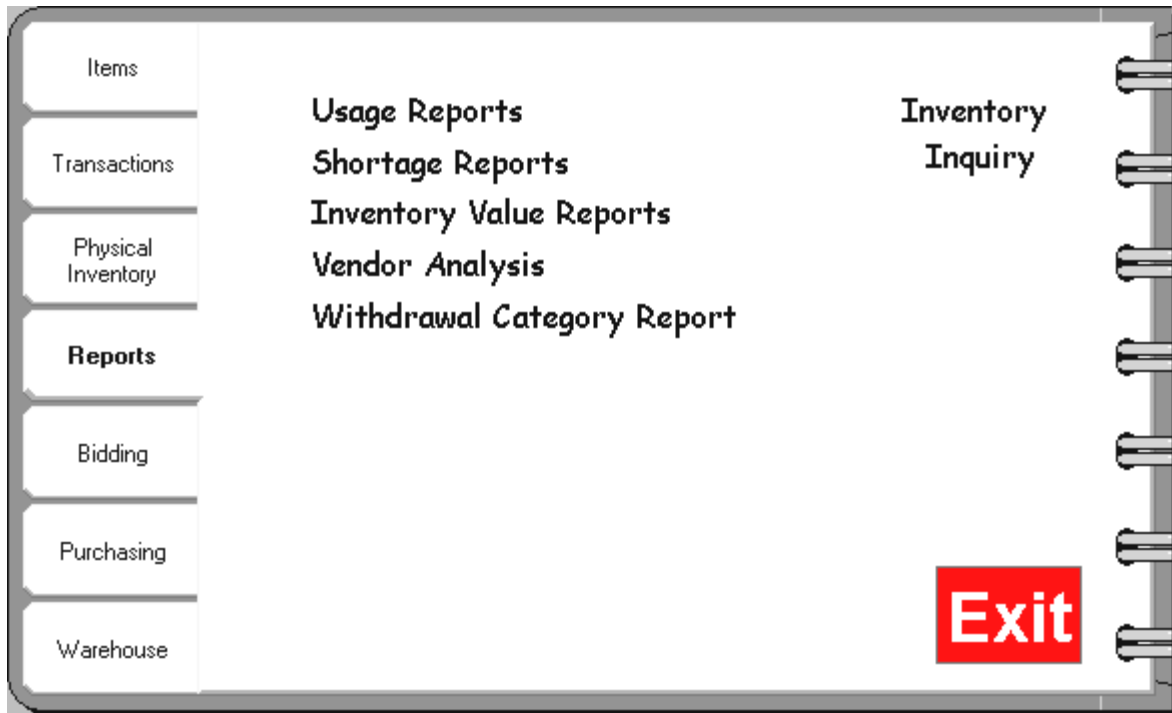 Items
Transactions
Physical
Inventory
Reports
Bidding
Purchasing
Warehouse
Usage Reports
Shortage Reports
Inventory Value Reports
Vendor Analysis
Withdrawal Category Report
Inventory
Inquiry
Exit